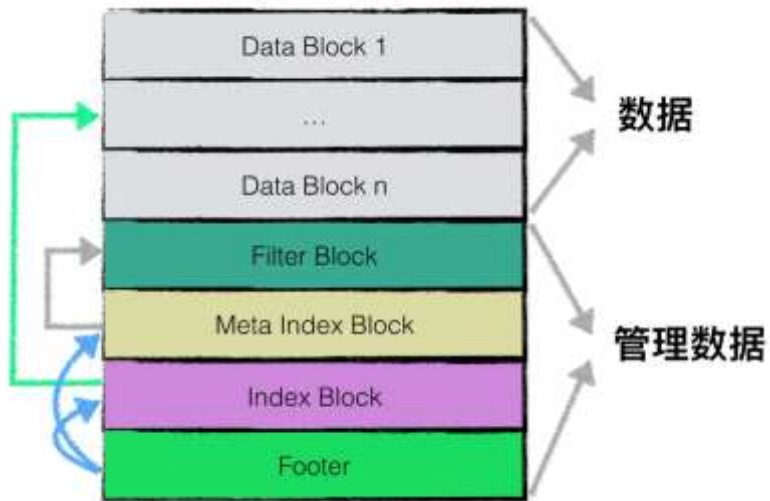 Data Block 1
...
数据
Data Block n
Filter Block
Meta Index Block
管理数据
Index Block
Footer